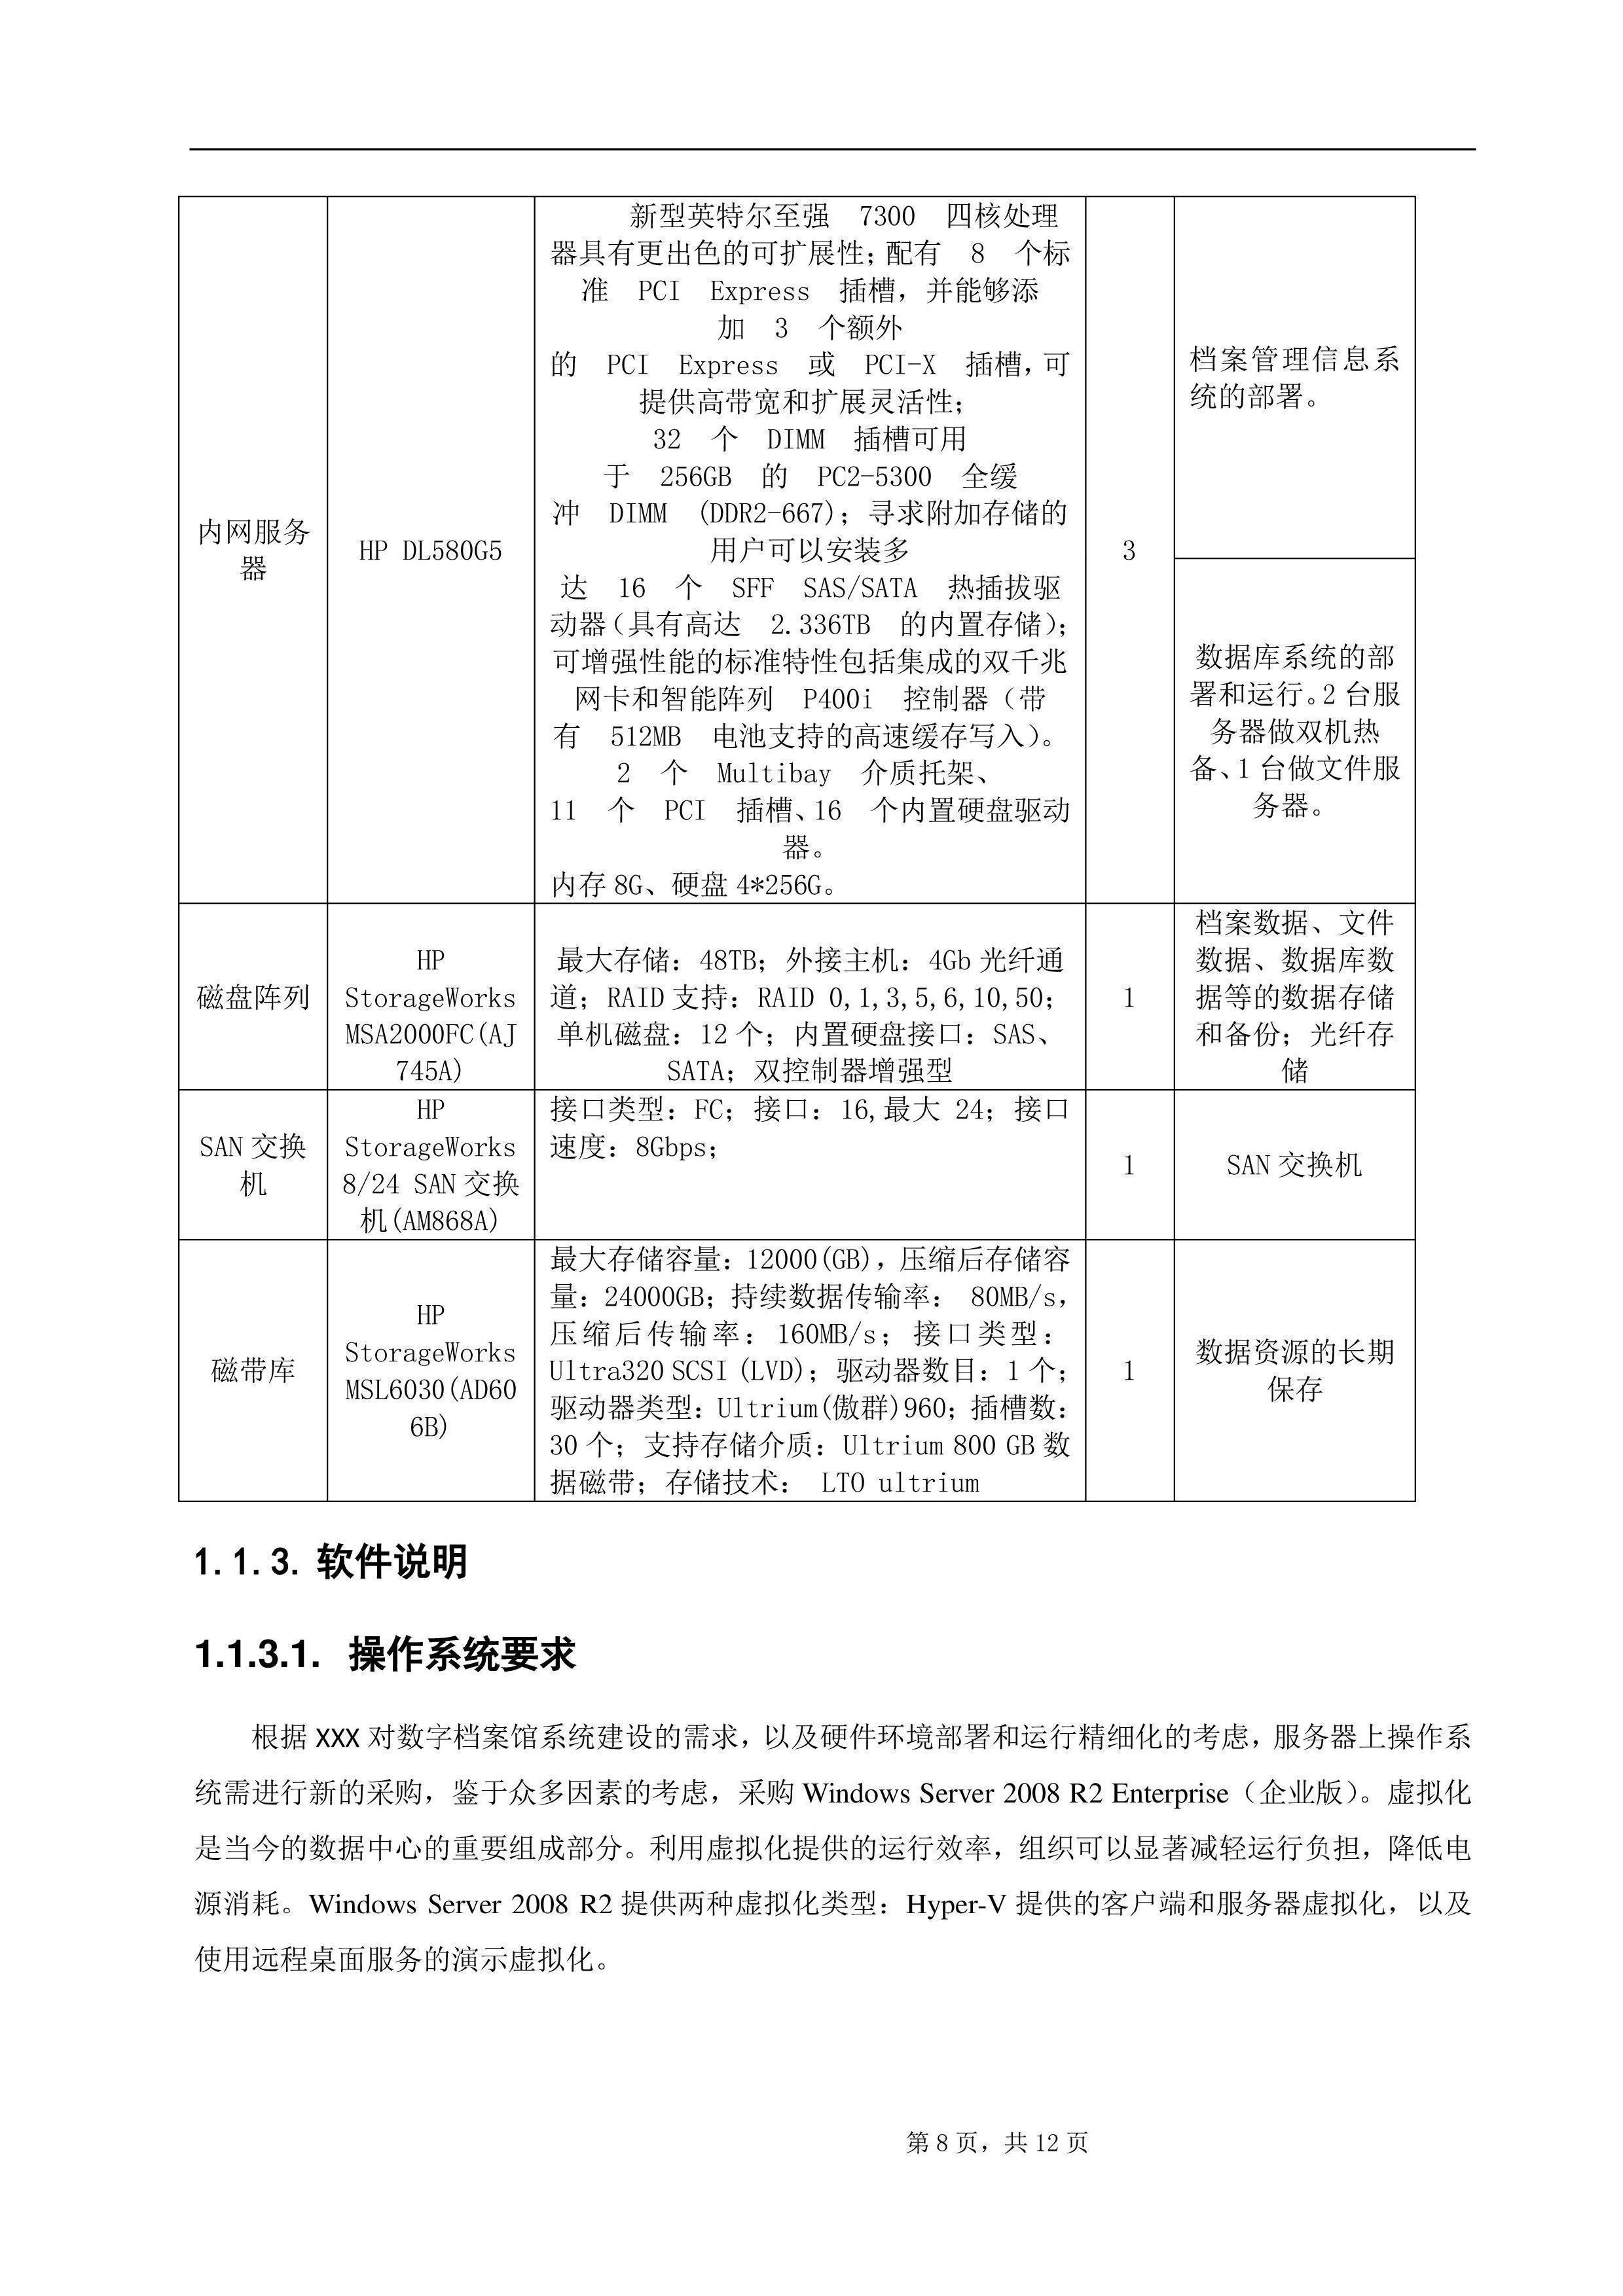 内网服务
器
HP DL580G5
新型英特尔至强 7300 四核处理
器具有更出色的可扩展性；配有 8 个标
准 PCI Express 插槽，并能够添
加 3 个额外
的 PCI Express 或 PCI-X 插槽，可
提供高带宽和扩展灵活性；
32 个 DIMM 插槽可用
于 256GB 的 PC2-5300 全缓
冲 DIMM (DDR2-667)；寻求附加存储的
用户可以安装多
达 16 个 SFF SAS/SATA 热插拔驱
动器（具有高达 2.336TB 的内置存储）；
可增强性能的标准特性包括集成的双千兆
网卡和智能阵列 P400i 控制器（带
有 512MB 电池支持的高速缓存写入）。
2 个 Multibay 介质托架、
11 个 PCI 插槽、16 个内置硬盘驱动
器。
内存 8G、硬盘 4*256G。
3
档案管理信息系
统的部署。
数据库系统的部
署和运行。2 台服
务器做双机热
备、1 台做文件服
务器。
磁盘阵列
HP
StorageWorks
MSA2000FC(AJ
745A)
最大存储：48TB；外接主机：4Gb 光纤通
道；RAID 支持：RAID 0,1,3,5,6,10,50；
单机磁盘：12 个；内置硬盘接口：SAS、
SATA；双控制器增强型
1
档案数据、文件
数据、数据库数
据等的数据存储
和备份；光纤存
储
SAN 交换
机
HP
StorageWorks
8/24 SAN 交换
机(AM868A)
接口类型：FC；接口：16,最大 24；接口
速度：8Gbps；
1
SAN 交换机
磁带库
HP
StorageWorks
MSL6030(AD60
6B)
最大存储容量：12000(GB)，压缩后存储容
量：24000GB；持续数据传输率： 80MB/s，
压缩后传输率：160MB/s；接口类型：
Ultra320 SCSI (LVD)；驱动器数目：1 个；
驱动器类型：Ultrium(傲群)960；插槽数：
30 个；支持存储介质：Ultrium 800 GB 数
据磁带；存储技术： LTO ultrium
1
数据资源的长期
保存
1.1.3. 软件说明
1.1.3.1. 操作系统要求
根据 XXX 对数字档案馆系统建设的需求，以及硬件环境部署和运行精细化的考虑，服务器上操作系
统需进行新的采购，鉴于众多因素的考虑，采购 Windows Server 2008 R2 Enterprise（企业版）。虚拟化
是当今的数据中心的重要组成部分。利用虚拟化提供的运行效率，组织可以显著减轻运行负担，降低电
源消耗。Windows Server 2008 R2 提供两种虚拟化类型：Hyper-V 提供的客户端和服务器虚拟化，以及
使用远程桌面服务的演示虚拟化。
第 8 页，共 12 页